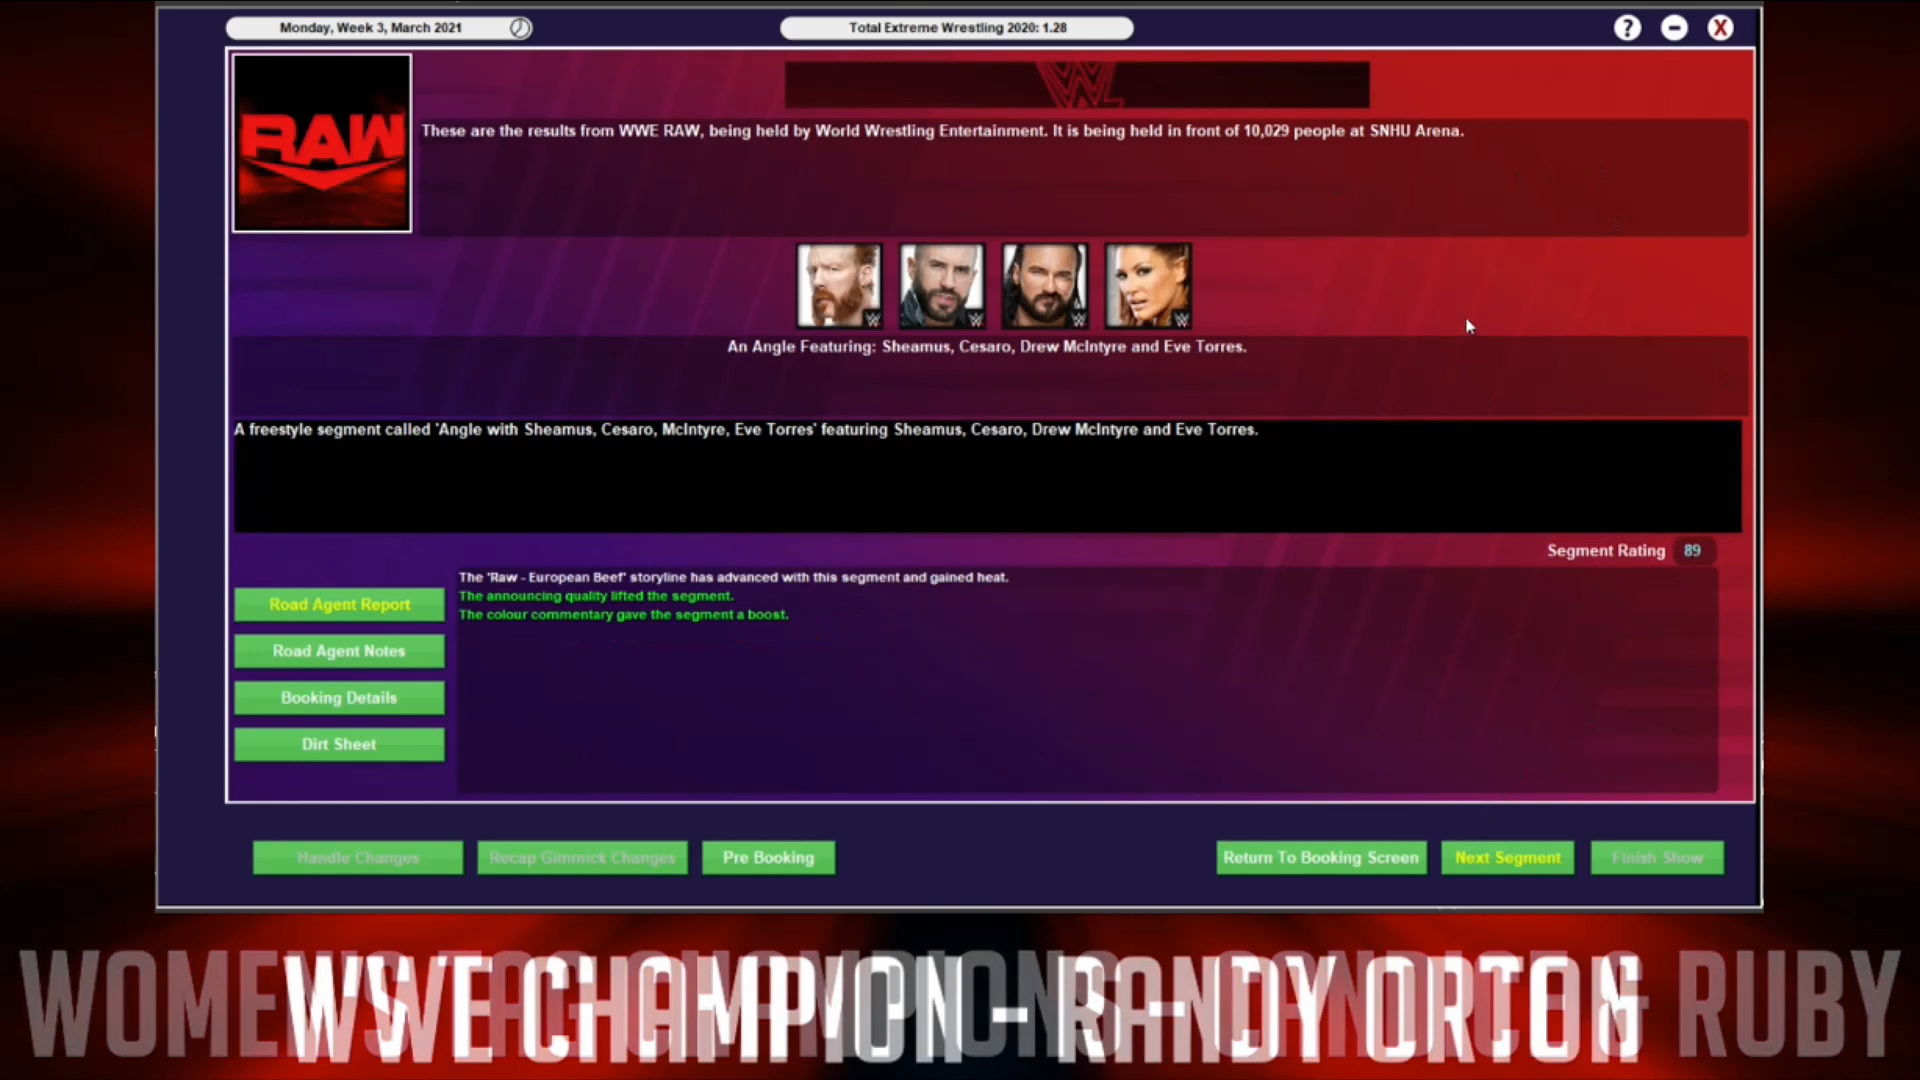 Monday, Week 3, March 2021
Total Extreme Wrestling 2020: 1.28
?
RAW
These are the results from WWE RAW, being held by World Wrestling Entertainment. It is being held in front of 10,029 people at SNHU Arena.
An Angle Featuring: Sheamus, Cesaro, Drew McIntyre and Eve Torres.
A freestyle segment called 'Angle with Sheamus, Cesaro, McIntyre, Eve Torres' featuring Sheamus, Cesaro, Drew McIntyre and Eve Torres.
Segment Rating 89
The 'Raw - European Beef' storyline has advanced with this segment and gained heat.
The announcing quality lifted the segment.
The colour commentary gave the segment a boost.
Road Agent Report
Road Agent Notes
Booking Details
Dirt Sheet
Handle Changes
Recap Gimmick Changes
Pre Booking
Return To Booking Screen
Next Segment
Finish Show
WWE CHAMPION - RANDY ORTON
& RUBY